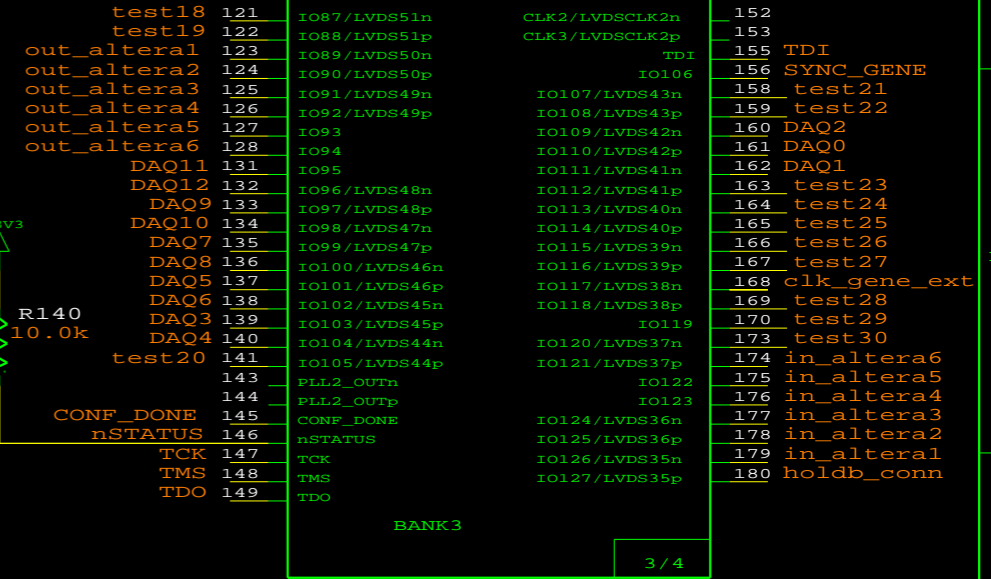 test18 121 IO87/LVDS51n CLK2/LVDSCLK2n 152
test19 122 IO88/LVDS51p CLK3/LVDSCLK2p 153
out_altera1 123 IO89/LVDS50n TDI 155 TDI
out_altera2 124 IO90/LVDS50p IO106 156 SYNC_GENE
out_altera3 125 IO91/LVDS49n IO107/LVDS43n 158 test21
out_altera4 126 IO92/LVDS49p IO108/LVDS43p 159 test22
out_altera5 127 IO93 IO109/LVDS42n 160 DAQ2
out_altera6 128 IO94 IO110/LVDS42p 161 DAQ0
DAQ11 131 IO95 IO111/LVDS41n 162 DAQ1
DAQ12 132 IO96/LVDS48n IO112/LVDS41p 163 test23
DAQ9 133 IO97/LVDS48p IO113/LVDS40n 164 test24
DAQ10 134 IO98/LVDS47n IO114/LVDS40p 165 test25
DAQ7 135 IO99/LVDS47p IO115/LVDS39n 166 test26
DAQ8 136 IO100/LVDS46n IO116/LVDS39p 167 test27
DAQ5 137 IO101/LVDS46p IO117/LVDS38n 168 clk_gene_ext
DAQ6 138 IO102/LVDS45n IO118/LVDS38p 169 test28
R140
DAQ3 139 IO103/LVDS45p IO119 170 test29
10.0k
DAQ4 140 IO104/LVDS44n IO120/LVDS37n 173 test30
test20 141 IO105/LVDS44p IO121/LVDS37p 174 in_altera6
143 PLL2_OUTn IO122 175 in_altera5
144 PLL2_OUTp IO123 176 in_altera4
CONF_DONE 145 CONF_DONE IO124/LVDS36n 177 in_altera3
nSTATUS 146 nSTATUS IO125/LVDS36p 178 in_altera2
TCK 147 TCK IO126/LVDS35n 179 in_altera1
TMS 148 TMS IO127/LVDS35p 180 holdb_conn
TDO 149 TDO
BANK3
3/4